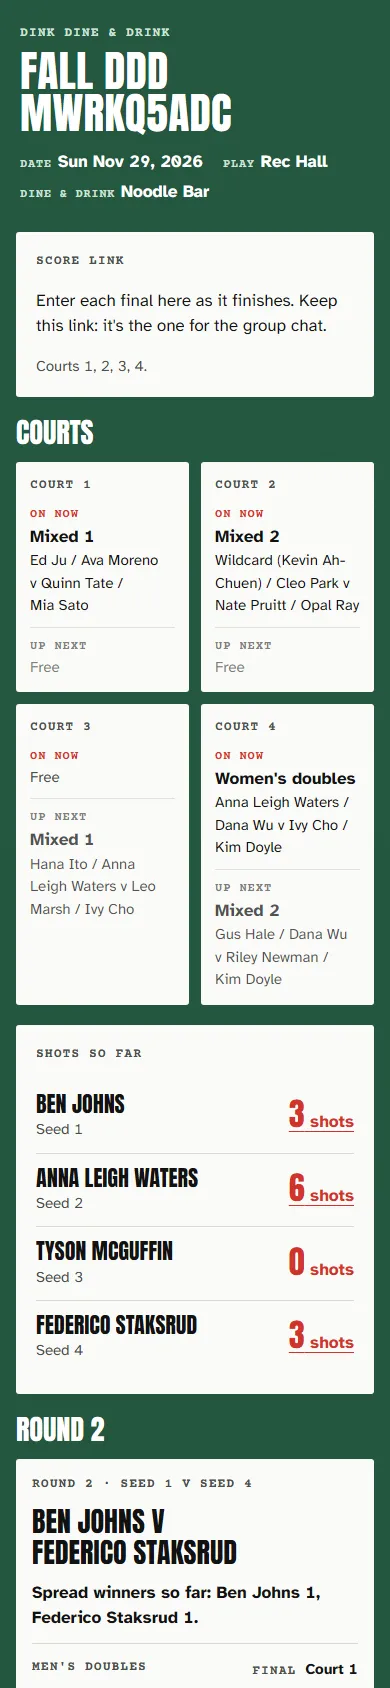 DINK DINE & DRINK
FALL DDD
MWRKQ5ADC
DATE Sun Nov 29, 2026 PLAY Rec Hall
DINE & DRINK Noodle Bar
SCORE LINK
Enter each final here as it finishes. Keep
this link: it's the one for the group chat.
Courts 1, 2, 3, 4.
COURTS
COURT 1
ON NOW
Mixed 1
Ed Ju / Ava Moreno
v Quinn Tate /
Mia Sato
UP NEXT
Free
COURT 2
ON NOW
Mixed 2
Wildcard (Kevin Ah-
Chuen) / Cleo Park v
Nate Pruitt / Opal Ray
UP NEXT
Free
COURT 3
ON NOW
Free
UP NEXT
Mixed 1
Hana Ito / Anna
Leigh Waters v Leo
Marsh / Ivy Cho
COURT 4
ON NOW
Women's doubles
Anna Leigh Waters /
Dana Wu v Ivy Cho /
Kim Doyle
UP NEXT
Mixed 2
Gus Hale / Dana Wu
v Riley Newman /
Kim Doyle
SHOTS SO FAR
BEN JOHNS
Seed 1
3 shots
ANNA LEIGH WATERS
Seed 2
6 shots
TYSON MCGUFFIN
Seed 3
0 shots
FEDERICO STAKSRUD
Seed 4
3 shots
ROUND 2
ROUND 2 · SEED 1 V SEED 4
BEN JOHNS V
FEDERICO STAKSRUD
Spread winners so far: Ben Johns 1,
Federico Staksrud 1.
MEN'S DOUBLES FINAL Court 1